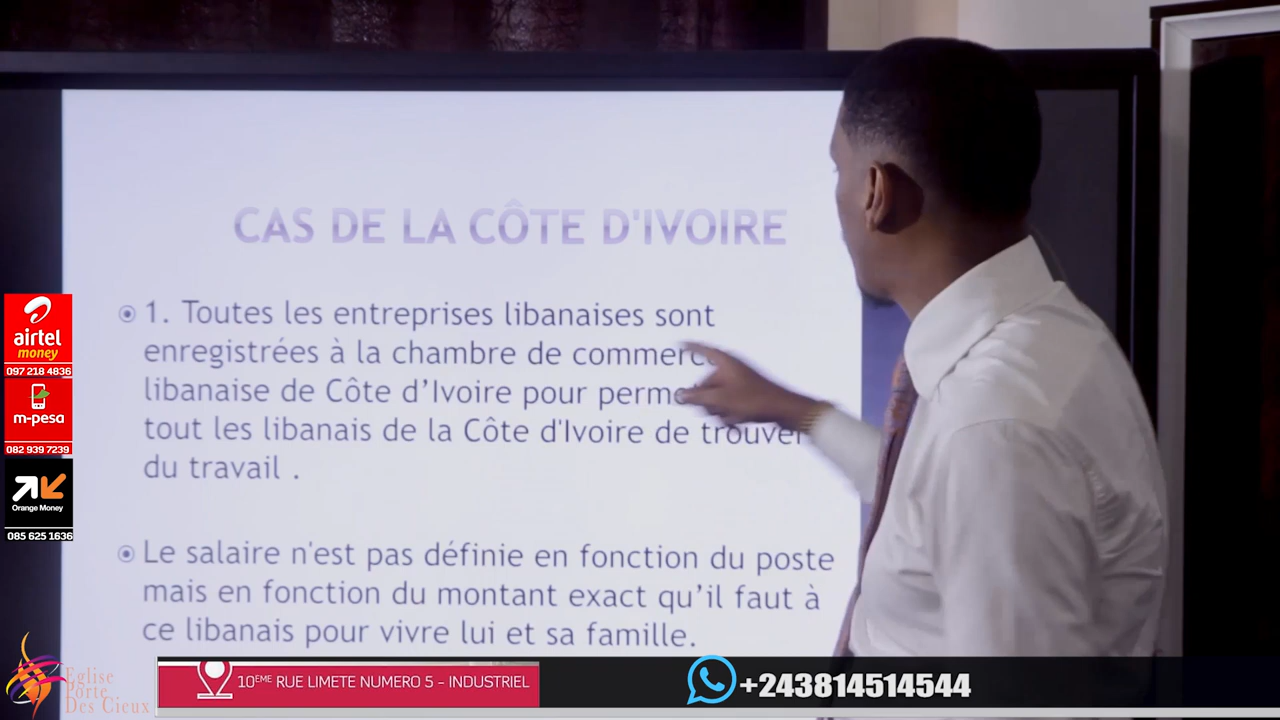 CAS DE LA CÔTE D'IVOIRE
1. Toutes les entreprises libanaises sont
enregistrées à la chambre de commerce
libanaise de Côte d’Ivoire pour
tout les libanais de la Côte d'Ivoire de trouver
du travail .
Le salaire n'est pas définie en fonction du poste
mais en fonction du montant exact qu’il faut à
ce libanais pour vivre lui et sa famille.
airtel
money
097 218 4836
m-pesa
082 939 7239
Orange Money
085 625 1636
Eglise
Porte
Des Cieux
10EME RUE LIMETE NUMERO 5 - INDUSTRIEL
+243814514544